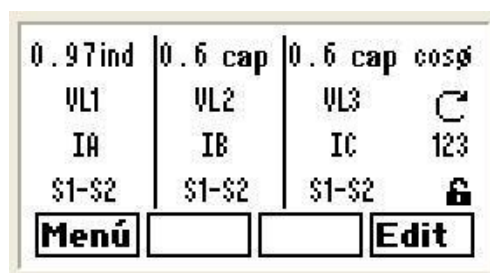 0.97ind 0.6 cap 0.6 cap cosø
VL1 VL2 VL3
IA IB IC 123
S1-S2 S1-S2 S1-S2
Menú Edit